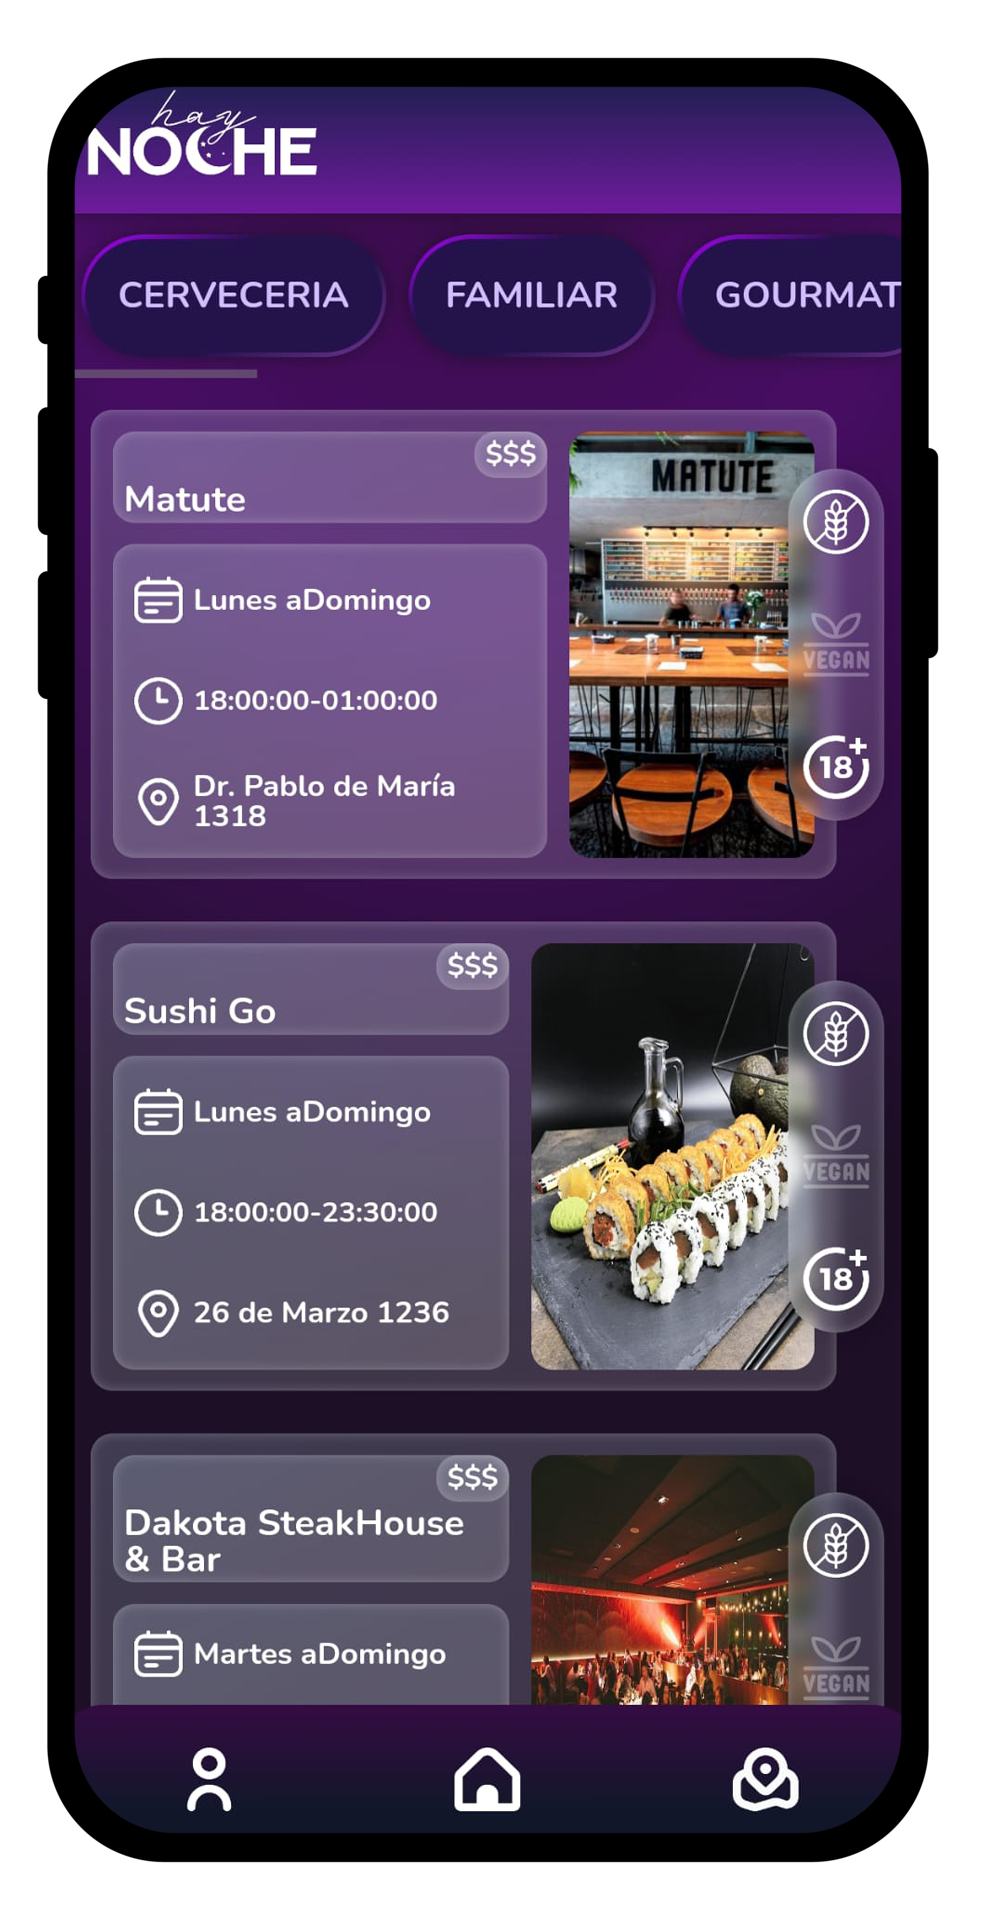 hay
NOCHE
CERVECERIA FAMILIAR GOURMAT
$$$
Matute
MATUTE
Lunes aDomingo
18:00:00-01:00:00
Dr. Pablo de María
1318
VEGAN
18+
$$$
Sushi Go
Lunes aDomingo
18:00:00-23:30:00
26 de Marzo 1236
VEGAN
18+
$$$
Dakota SteakHouse
& Bar
Martes aDomingo
VEGAN